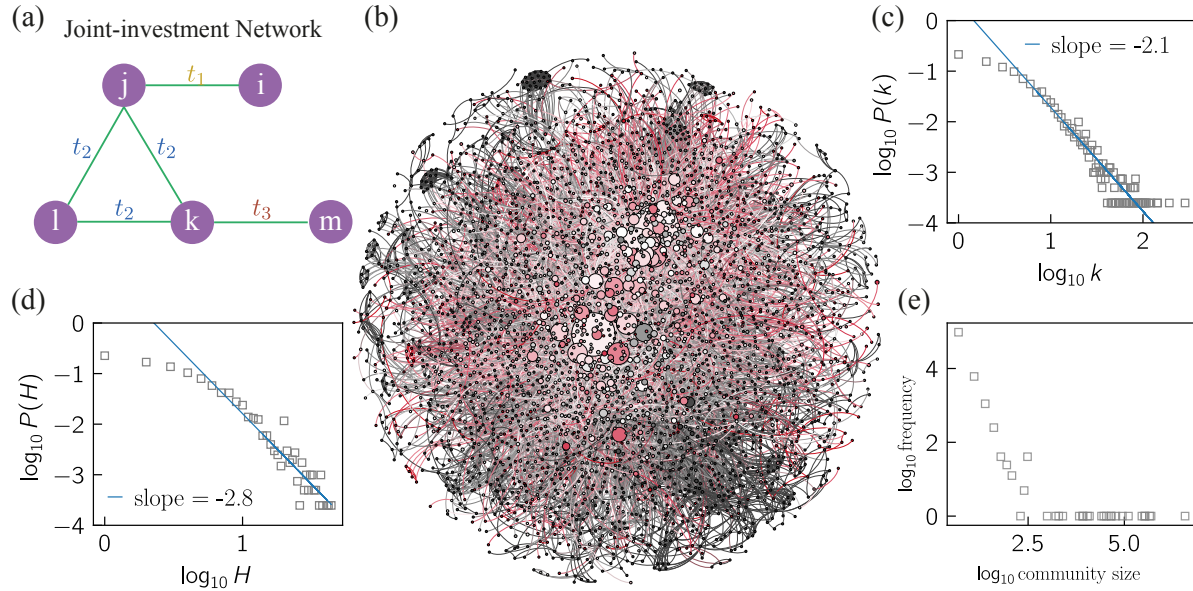 (a)
Joint-investment Network
j
t1
i
t2
t2
l
t2
k
t3
m
(b)
(c)
0
−1
−2
−3
−4
log10 P(k)
slope = -2.1
0
1
2
log10 k
(d)
0
−1
−2
−3
−4
log10 P(H)
slope = -2.8
0
1
log10 H
(e)
4
2
0
log10 frequency
2.5
5.0
log10 community size